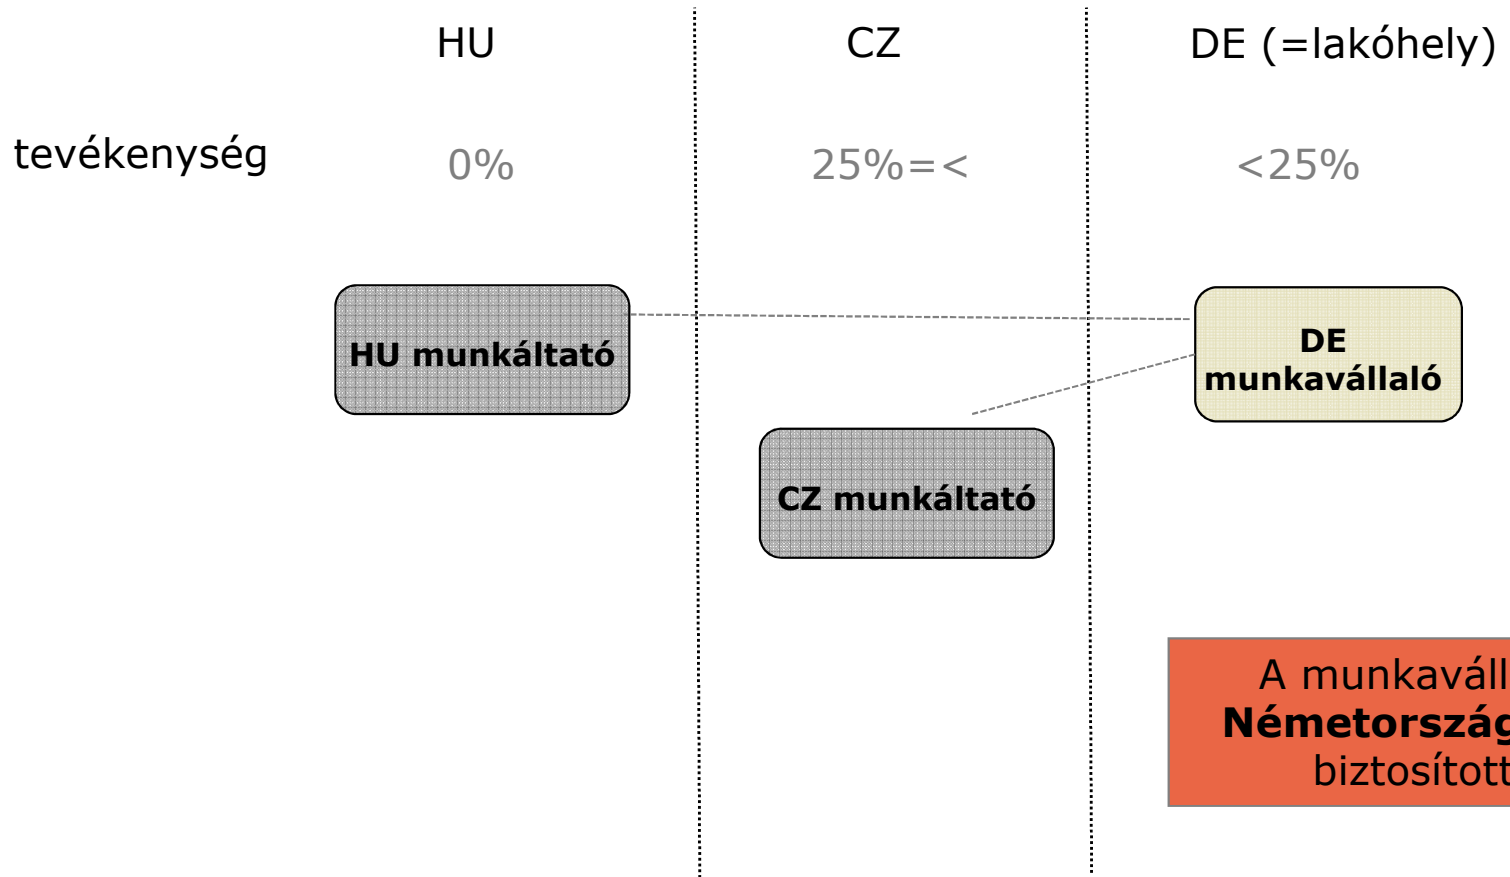 HU
CZ
DE (=lakóhely)
tevékenység
0%
25%=<
<25%
HU munkáltató
DE
munkavállaló
CZ munkáltató
A munkaváll
Németország
biztosított